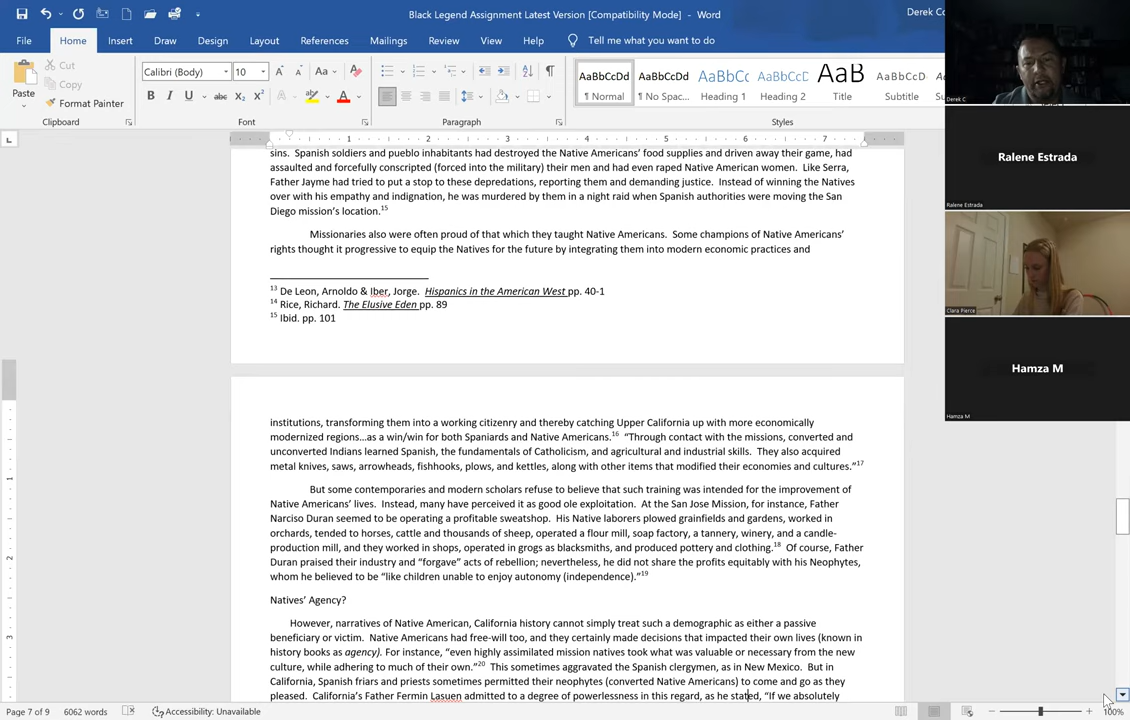 Black Legend Assignment Latest Version [Compatibility Mode] - Word
Derek Co
File Home Insert Draw Design Layout References Mailings Review View Help Tell me what you want to do
Paste
Cut
Copy
Format Painter
Calibri (Body) 10
AaBbCcDd AaBbCcDd AaBbCc AaBbCcC AaB AaBbCcD
¶ Normal ¶ No Spac... Heading 1 Heading 2 Title Subtitle
Clipboard Font Paragraph Styles
1 2 3 4 5 6 7
sins. Spanish soldiers and pueblo inhabitants had destroyed the Native Americans’ food supplies and driven away their game, had
assaulted and forcefully conscripted (forced into the military) their men and had even raped Native American women. Like Serra,
Father Jayme had tried to put a stop to these depredations, reporting them and demanding justice. Instead of winning the Natives
over with his empathy and indignation, he was murdered by them in a night raid when Spanish authorities were moving the San
Diego mission’s location.15
Missionaries also were often proud of that which they taught Native Americans. Some champions of Native Americans’
rights thought it progressive to equip the Natives for the future by integrating them into modern economic practices and
13 De Leon, Arnoldo & Iber, Jorge. Hispanics in the American West pp. 40-1
14 Rice, Richard. The Elusive Eden pp. 89
15 Ibid. pp. 101
institutions, transforming them into a working citizenry and thereby catching Upper California up with more economically
modernized regions…as a win/win for both Spaniards and Native Americans.16 “Through contact with the missions, converted and
unconverted Indians learned Spanish, the fundamentals of Catholicism, and agricultural and industrial skills. They also acquired
metal knives, saws, arrowheads, fishhooks, plows, and kettles, along with other items that modified their economies and cultures.”17
But some contemporaries and modern scholars refuse to believe that such training was intended for the improvement of
Native Americans’ lives. Instead, many have perceived it as good ole exploitation. At the San Jose Mission, for instance, Father
Narciso Duran seemed to be operating a profitable sweatshop. His Native laborers plowed grainfields and gardens, worked in
orchards, tended to horses, cattle and thousands of sheep, operated a flour mill, soap factory, a tannery, winery, and a candle-
production mill, and they worked in shops, operated in grogs as blacksmiths, and produced pottery and clothing.18 Of course, Father
Duran praised their industry and “forgave” acts of rebellion; nevertheless, he did not share the profits equitably with his Neophytes,
whom he believed to be “like children unable to enjoy autonomy (independence).”19
Natives’ Agency?
However, narratives of Native American, California history cannot simply treat such a demographic as either a passive
beneficiary or victim. Native Americans had free-will too, and they certainly made decisions that impacted their own lives (known in
history books as agency). For instance, “even highly assimilated mission natives took what was valuable or necessary from the new
culture, while adhering to much of their own.”20 This sometimes aggravated the Spanish clergymen, as in New Mexico. But in
California, Spanish friars and priests sometimes permitted their neophytes (converted Native Americans) to come and go as they
pleased. California’s Father Fermin Lasuen admitted to a degree of powerlessness in this regard, as he stated, “If we absolutely
Derek C
Ralene Estrada
Ralene Estrada
Clara Pierce
Hamza M
Hamza M
1
2
3
Page 7 of 9 6062 words Accessibility: Unavailable 100%